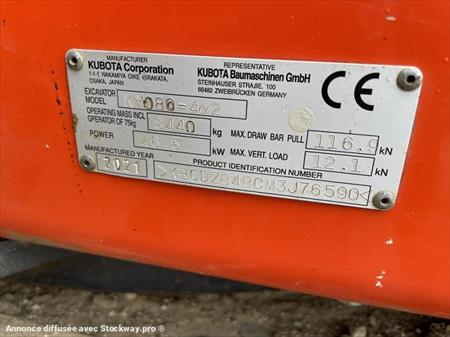 MANUFACTURER
KUBOTA Corporation
1-1-1 NAKAMIYA OIKE HIRAKATA,
OSAKA, JAPAN
REPRESENTATIVE
KUBOTA Baumaschinen GmbH
STEINHAUSER STRAßE, 100
66482 ZWEIBRÜCKEN GERMANY
CE
EXCAVATOR
MODEL KX080-4α2
OPERATING MASS INCL
OPERATOR OF 75kg 8440 kg
MAX. DRAW BAR PULL 116.9 kN
POWER kW
MAX. VERT. LOAD 12.1 kN
MANUFACTURED YEAR 2021
PRODUCT IDENTIFICATION NUMBER
>KBCDZ84BCM3J76590<
Annonce diffusée avec Stockway.pro ®